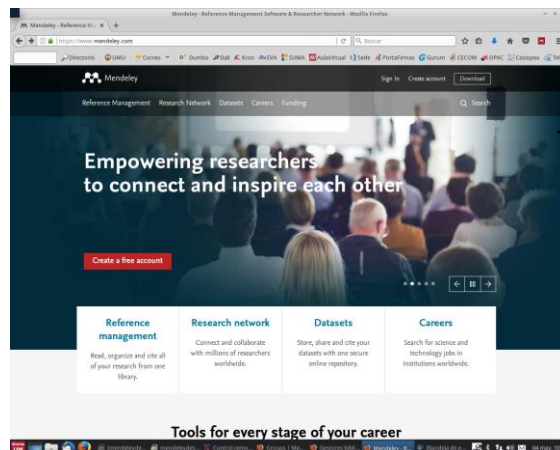 Mendeley - Reference Management Software & Researcher Network - Mozilla Firefox
Mendeley - Reference M
https://www.mendeley.com
Buscar
Directorio UMU Correo Dumbo Dali Kron EVA SUMA AulaVirtual Sede PortaFirmas Gurum CECOM OPAC Casiopea
Mendeley
Sign In Create account Download
Reference Management Research Network Datasets Careers Funding Search
Empowering researchers
to connect and inspire each other
Create a free account
Reference
management
Read, organize and cite all
of your research from one
library.
Research network
Connect and collaborate
with millions of researchers
worldwide.
Datasets
Store, share and cite your
datasets with one secure
online repository.
Careers
Search for science and
technology jobs in
institutions worldwide.
Tools for every stage of your career